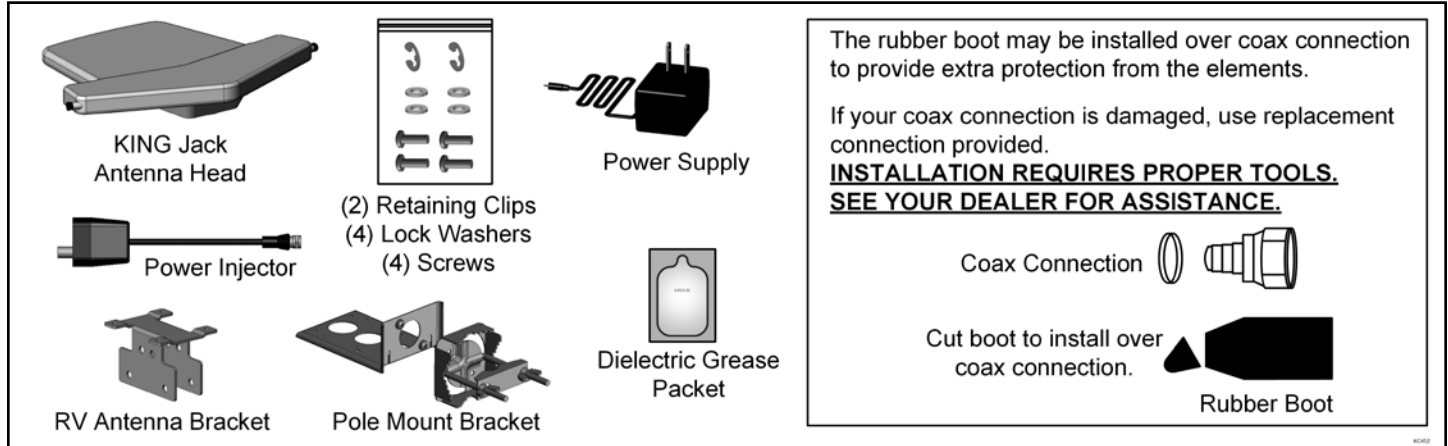 KING Jack
Antenna Head
(2) Retaining Clips
(4) Lock Washers
(4) Screws
Power Supply
Power Injector
RV Antenna Bracket
Pole Mount Bracket
Dielectric Grease
Packet
The rubber boot may be installed over coax connection
to provide extra protection from the elements.
If your coax connection is damaged, use replacement
connection provided.
INSTALLATION REQUIRES PROPER TOOLS.
SEE YOUR DEALER FOR ASSISTANCE.
Coax Connection
Cut boot to install over
coax connection.
Rubber Boot